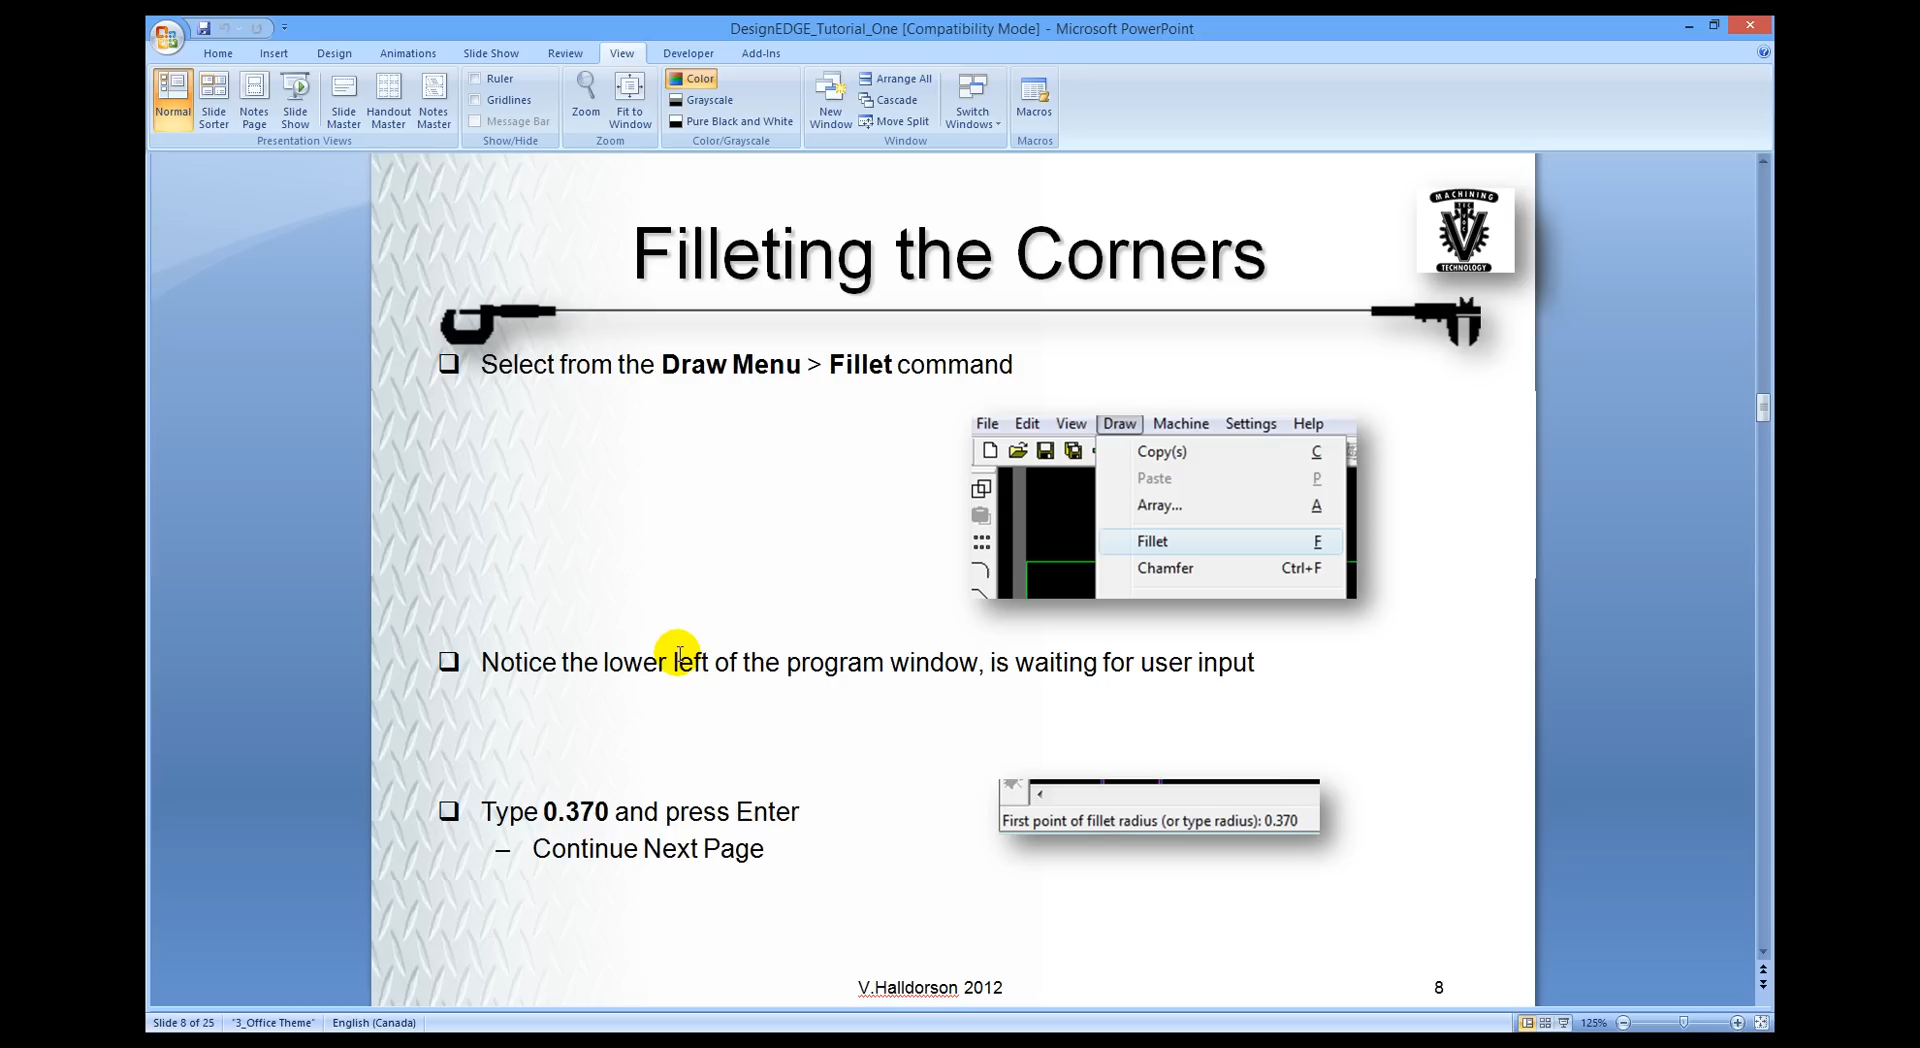 DesignEDGE_Tutorial_One [Compatibility Mode] - Microsoft PowerPoint
Home Insert Design Animations Slide Show Review View Developer Add-Ins
Normal
Slide Sorter
Notes Page
Slide Show
Slide Master
Handout Master
Notes Master
Presentation Views
Ruler
Gridlines
Message Bar
Show/Hide
Zoom
Fit to Window
Zoom
Color
Grayscale
Pure Black and White
Color/Grayscale
New Window
Arrange All
Cascade
Move Split
Switch Windows
Window
Macros
Macros
MACHINING
V
TECHNOLOGY
Filleting the Corners
Select from the Draw Menu > Fillet command
File Edit View Draw Machine Settings Help
Copy(s) C
Paste P
Array... A
Fillet F
Chamfer Ctrl+F
Notice the lower left of the program window, is waiting for user input
Type 0.370 and press Enter
– Continue Next Page
First point of fillet radius (or type radius): 0.370
V.Halldorson 2012
8
Slide 8 of 25 "3_Office Theme" English (Canada) 125%